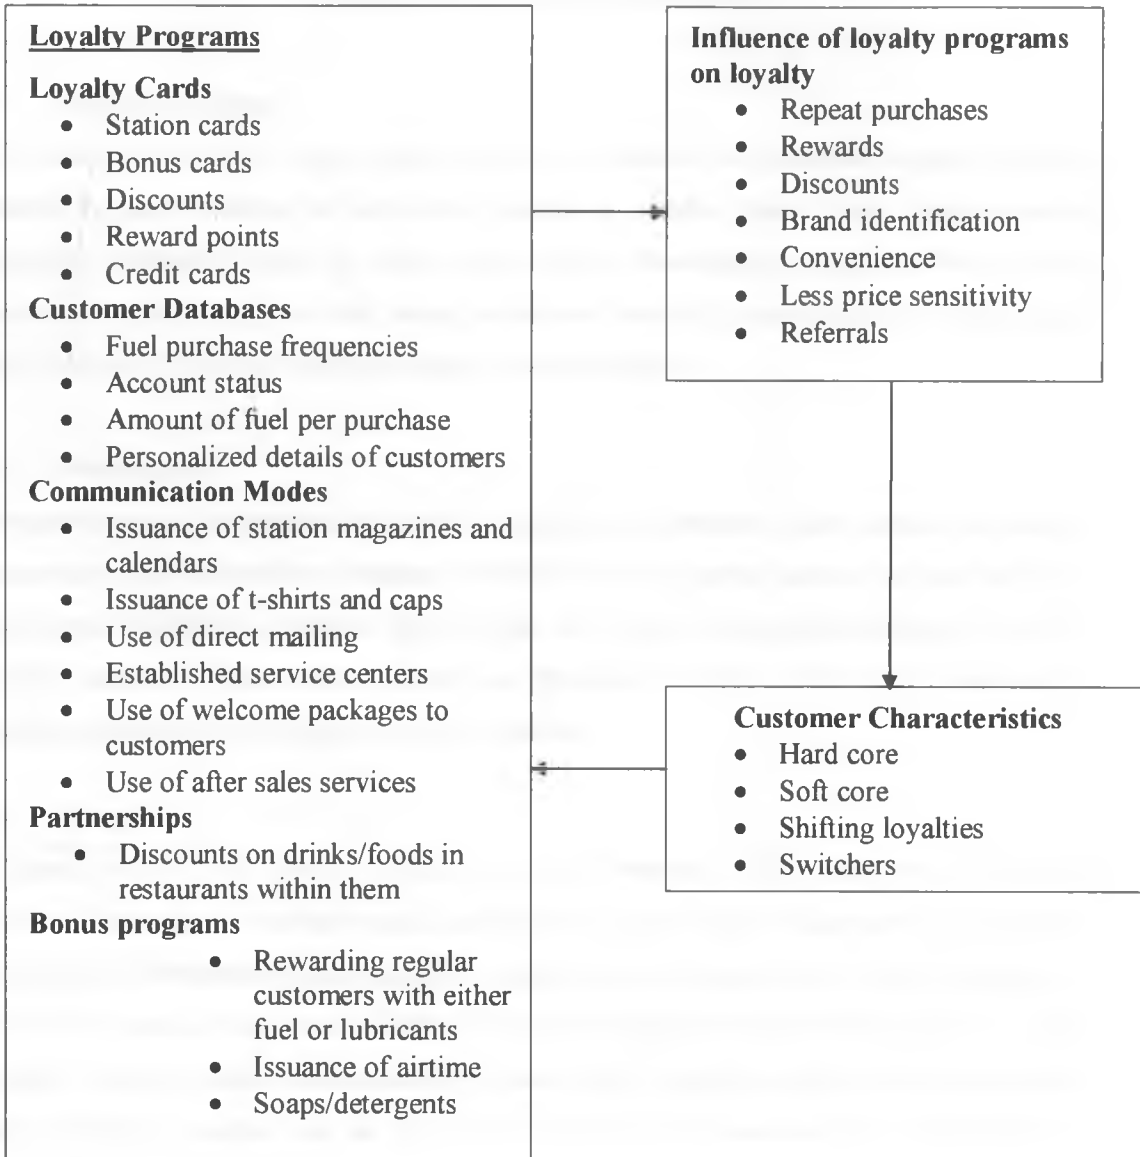 Loyalty Programs
Loyalty Cards
• Station cards
• Bonus cards
• Discounts
• Reward points
• Credit cards
Customer Databases
• Fuel purchase frequencies
• Account status
• Amount of fuel per purchase
• Personalized details of customers
Communication Modes
• Issuance of station magazines and
calendars
• Issuance of t-shirts and caps
• Use of direct mailing
• Established service centers
• Use of welcome packages to
customers
• Use of after sales services
Partnerships
• Discounts on drinks/foods in
restaurants within them
Bonus programs
• Rewarding regular
customers with either
fuel or lubricants
• Issuance of airtime
• Soaps/detergents
Influence of loyalty programs
on loyalty
• Repeat purchases
• Rewards
• Discounts
• Brand identification
• Convenience
• Less price sensitivity
• Referrals
Customer Characteristics
• Hard core
• Soft core
• Shifting loyalties
• Switchers